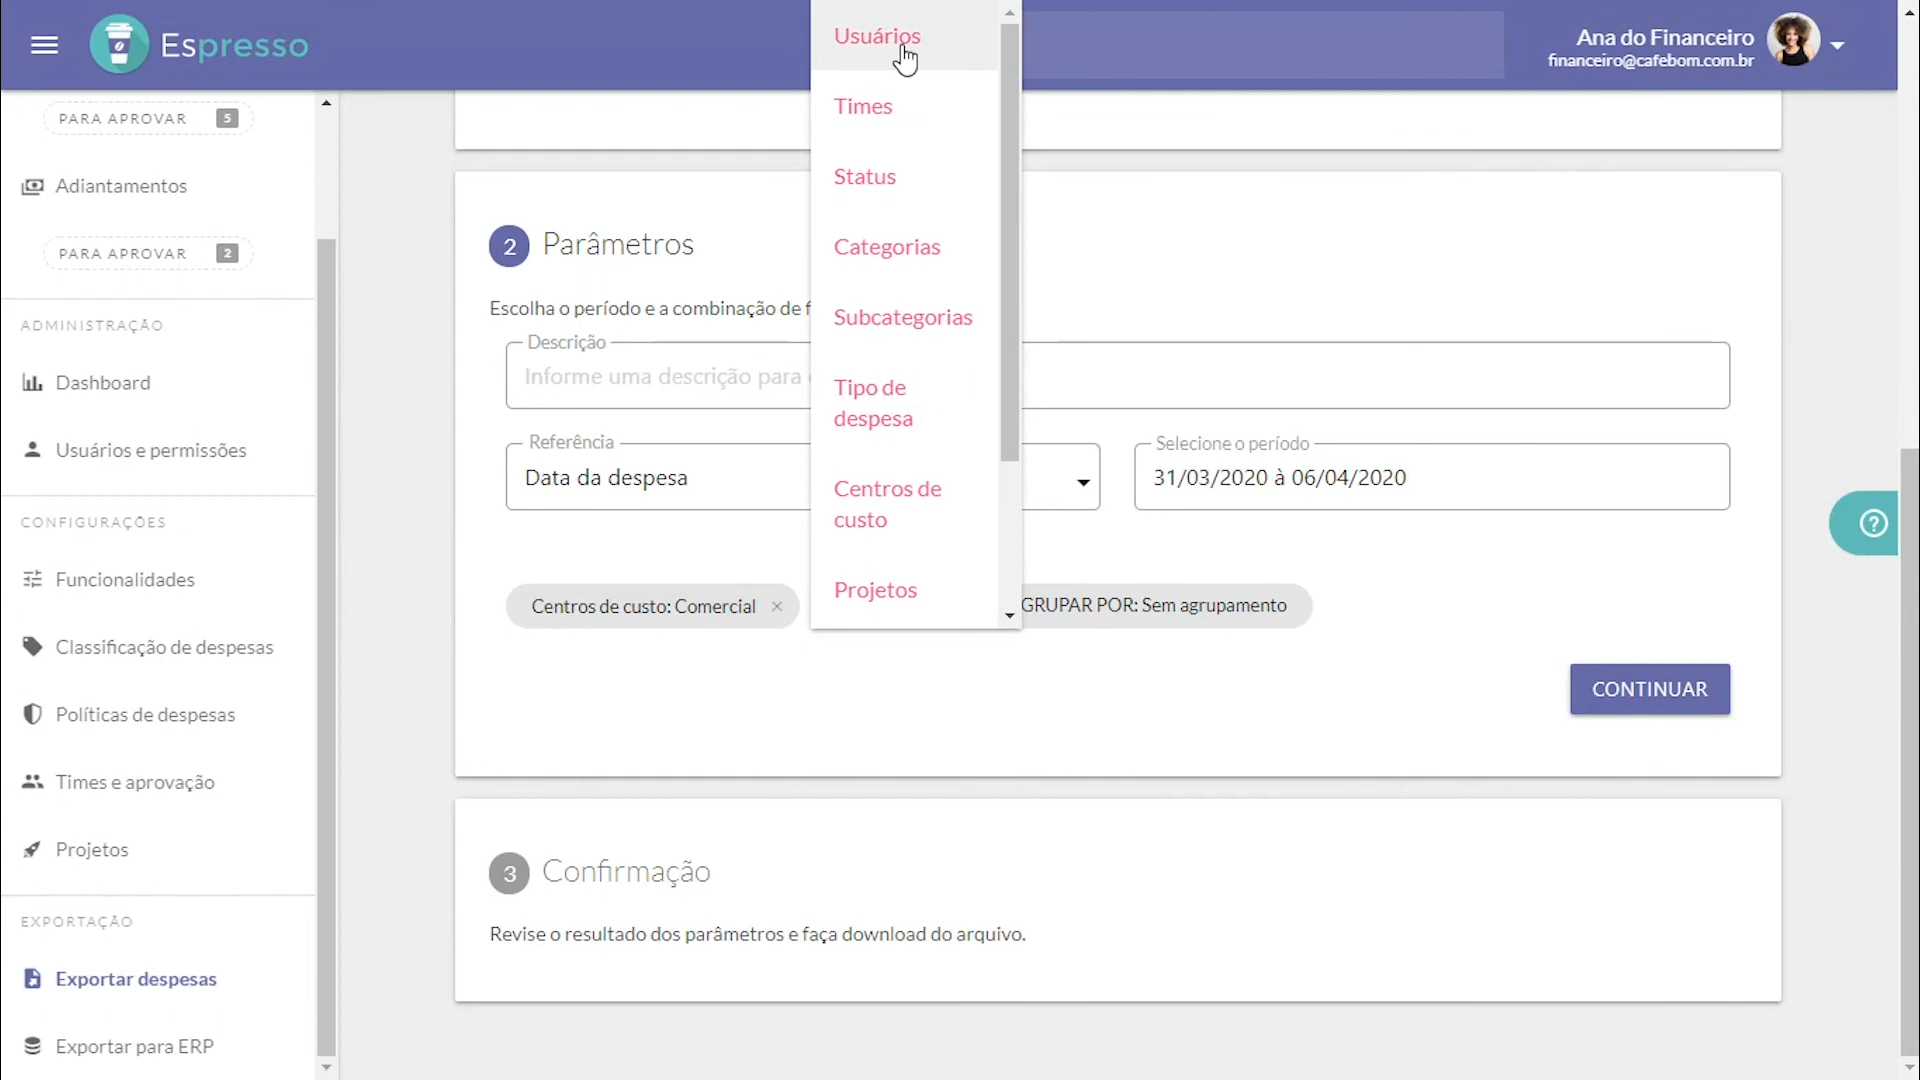 Espresso
Ana do Financeiro
financeiro@cafebom.com.br
PARA APROVAR 5
Adiantamentos
PARA APROVAR 2
ADMINISTRAÇÃO
Dashboard
Usuários e permissões
CONFIGURAÇÕES
Funcionalidades
Classificação de despesas
Políticas de despesas
Times e aprovação
Projetos
EXPORTAÇÃO
Exportar despesas
Exportar para ERP
Usuários
Times
Status
Categorias
Subcategorias
Tipo de
despesa
Centros de
custo
Projetos
2 Parâmetros
Escolha o período e a combinação de
Descrição
Informe uma descrição para
Referência
Data da despesa
Selecione o período
31/03/2020 à 06/04/2020
Centros de custo: Comercial ×
GRUPAR POR: Sem agrupamento
CONTINUAR
3 Confirmação
Revise o resultado dos parâmetros e faça download do arquivo.